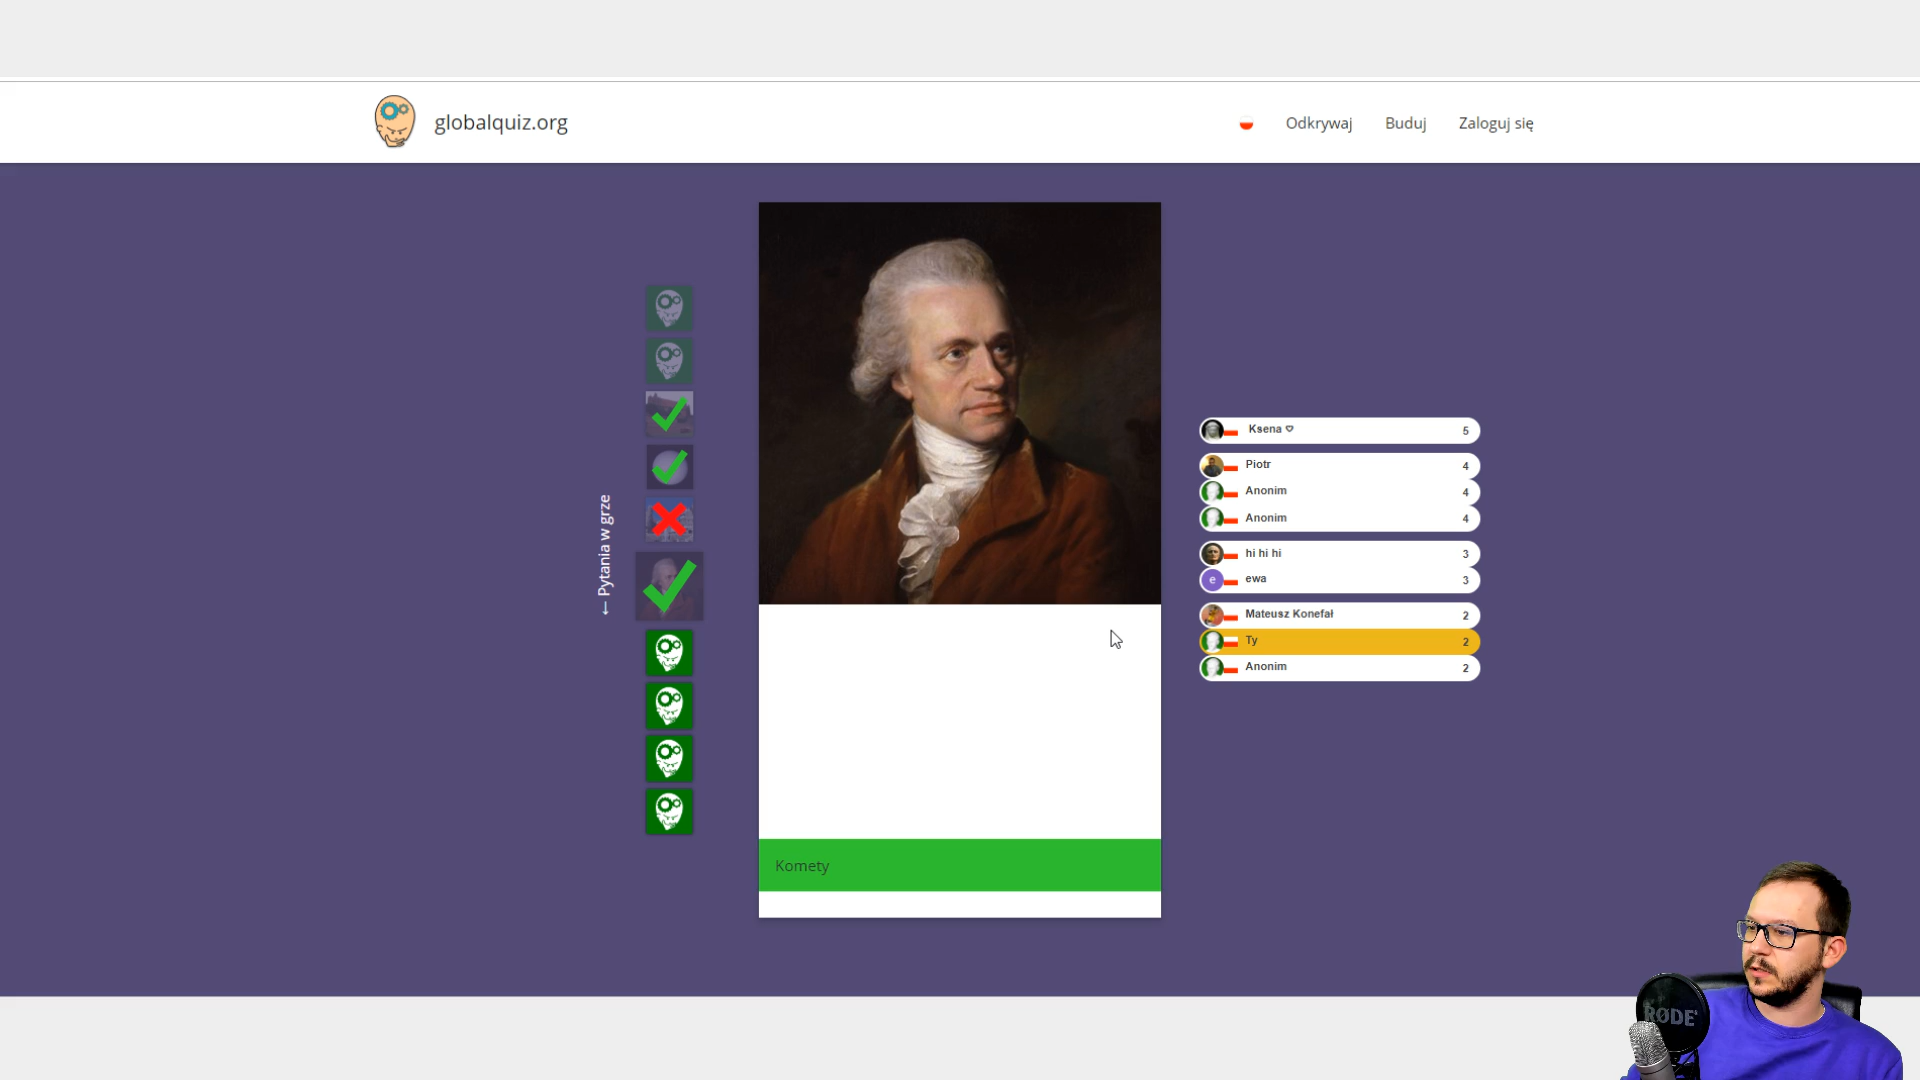 globalquiz.org
Odkrywaj
Buduj
Zaloguj się
← Pytania w grze
Ksena ♡ 5
Piotr 4
Anonim 4
Anonim 4
hi hi hi 3
e ewa 3
Mateusz Konefał 2
Ty 2
Anonim 2
Komety
RØDE